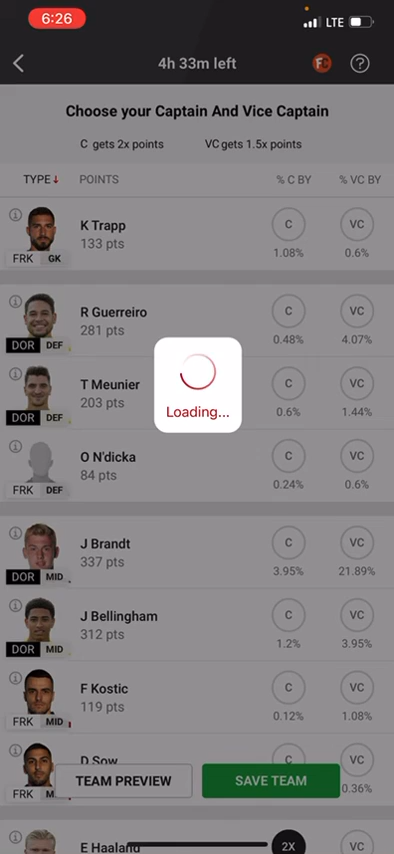 6:26
LTE
4h 33m left
FC
?
Choose your Captain And Vice Captain
C gets 2x points VC gets 1.5x points
TYPE↓ POINTS % C BY % VC BY
K Trapp
133 pts
C VC
FRK GK
1.08% 0.6%
R Guerreiro
281 pts
C VC
DOR DEF
0.48% 4.07%
T Meunier
203 pts
C VC
DOR DEF
0.6% 1.44%
Loading...
O N'dicka
84 pts
C VC
FRK DEF
0.24% 0.6%
J Brandt
337 pts
C VC
DOR MID
3.95% 21.89%
J Bellingham
312 pts
C VC
DOR MID
1.2% 3.95%
F Kostic
119 pts
C VC
FRK MID
0.12% 1.08%
D Sow
C VC
FRK M
0.36%
TEAM PREVIEW SAVE TEAM
E Haaland
2X VC